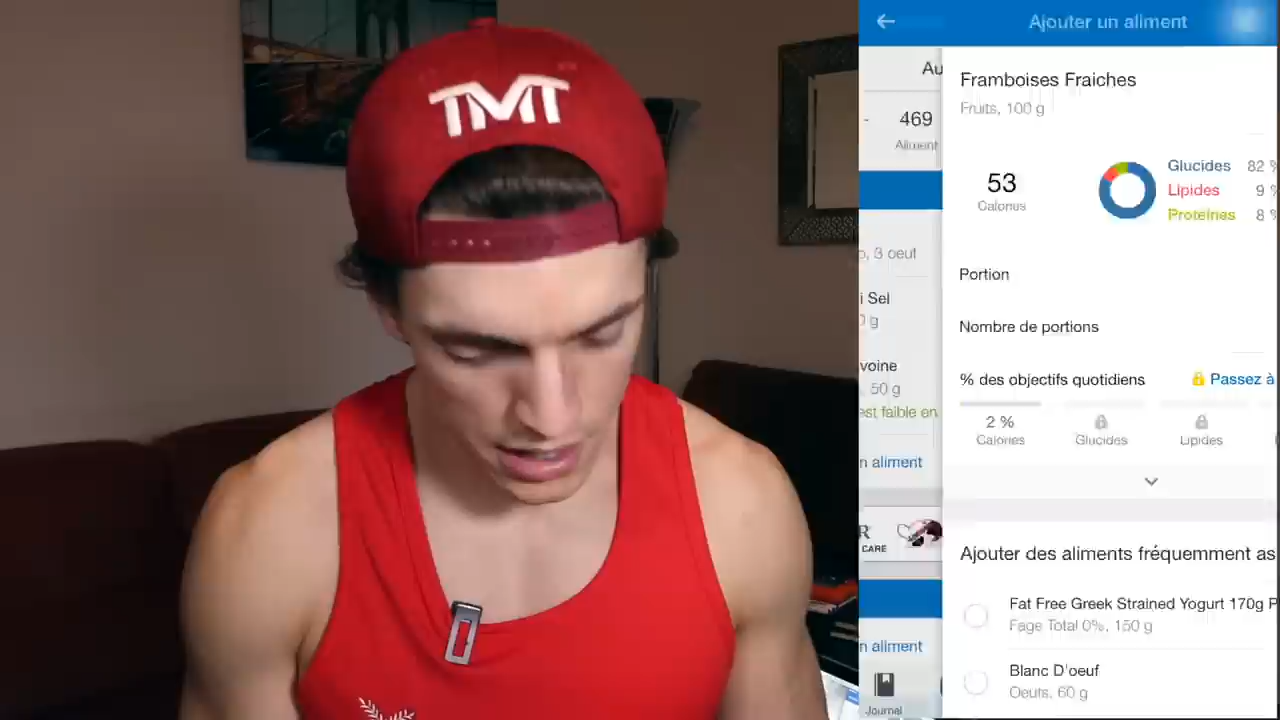 TMT
Ajouter un aliment
Au
469
Aliment
, 3 oeuf
i Sel
g
voine
, 50 g
est faible en
n aliment
R
CARE
n aliment
Journal
Framboises Fraiches
Fruits, 100 g
53
Calories
Glucides 82 %
Lipides 9 %
Protéines 8 %
Portion
Nombre de portions
% des objectifs quotidiens
Passez à
2 %
Calories
Glucides
Lipides
Ajouter des aliments fréquemment as
Fat Free Greek Strained Yogurt 170g P
Fage Total 0%, 150 g
Blanc D'oeuf
Oeufs, 60 g